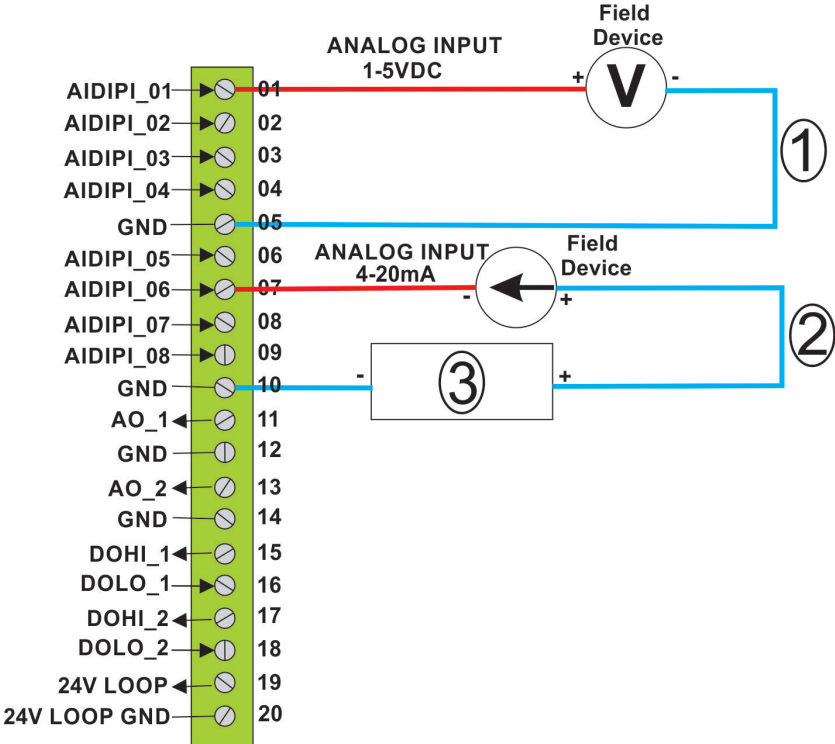 Field
Device
ANALOG INPUT
1-5VDC
+ V -
AIDIPI_01 01
AIDIPI_02 02
AIDIPI_03 03
AIDIPI_04 04
1
GND 05
ANALOG INPUT
4-20mA
Field
Device
AIDIPI_05 06
AIDIPI_06 07
- +
AIDIPI_07 08
2
AIDIPI_08 09
- 3 +
GND 10
AO_1 11
GND 12
AO_2 13
GND 14
DOHI_1 15
DOLO_1 16
DOHI_2 17
DOLO_2 18
24V LOOP 19
24V LOOP GND 20